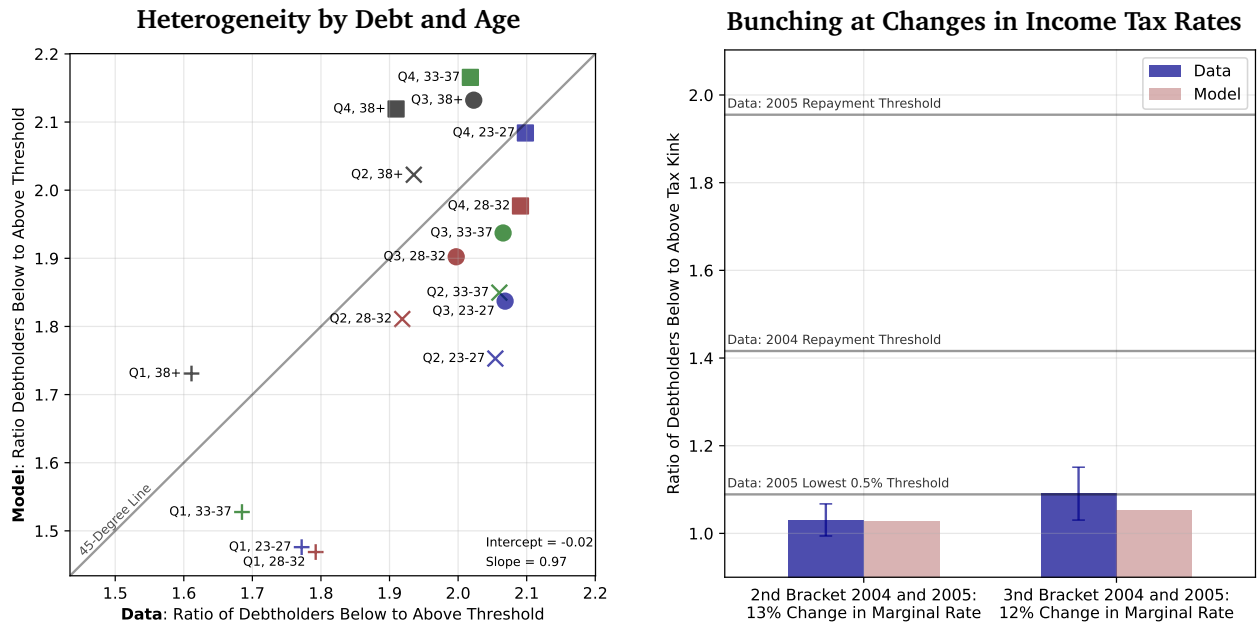 Heterogeneity by Debt and Age
2.2
2.1
2.0
1.9
1.8
1.7
1.6
1.5
Model: Ratio Debtholders Below to Above Threshold
Q4, 33-37
Q3, 38+
Q4, 38+
Q4, 23-27
Q2, 38+
Q4, 28-32
Q3, 33-37
Q3, 28-32
Q2, 33-37
Q3, 23-27
Q2, 28-32
Q2, 23-27
Q1, 38+
Q1, 33-37
Q1, 23-27
Q1, 28-32
45-Degree Line
Intercept = -0.02
Slope = 0.97
1.5 1.6 1.7 1.8 1.9 2.0 2.1 2.2
Data: Ratio of Debtholders Below to Above Threshold
Bunching at Changes in Income Tax Rates
Data
Model
2.0
1.8
1.6
1.4
1.2
1.0
Ratio of Debtholders Below to Above Tax Kink
Data: 2005 Repayment Threshold
Data: 2004 Repayment Threshold
Data: 2005 Lowest 0.5% Threshold
2nd Bracket 2004 and 2005:
13% Change in Marginal Rate
3nd Bracket 2004 and 2005:
12% Change in Marginal Rate